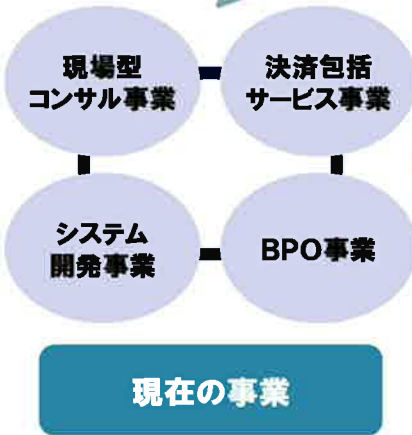 現場型
コンサル事業
決済包括
サービス事業
システム
開発事業
BPO事業
現在の事業